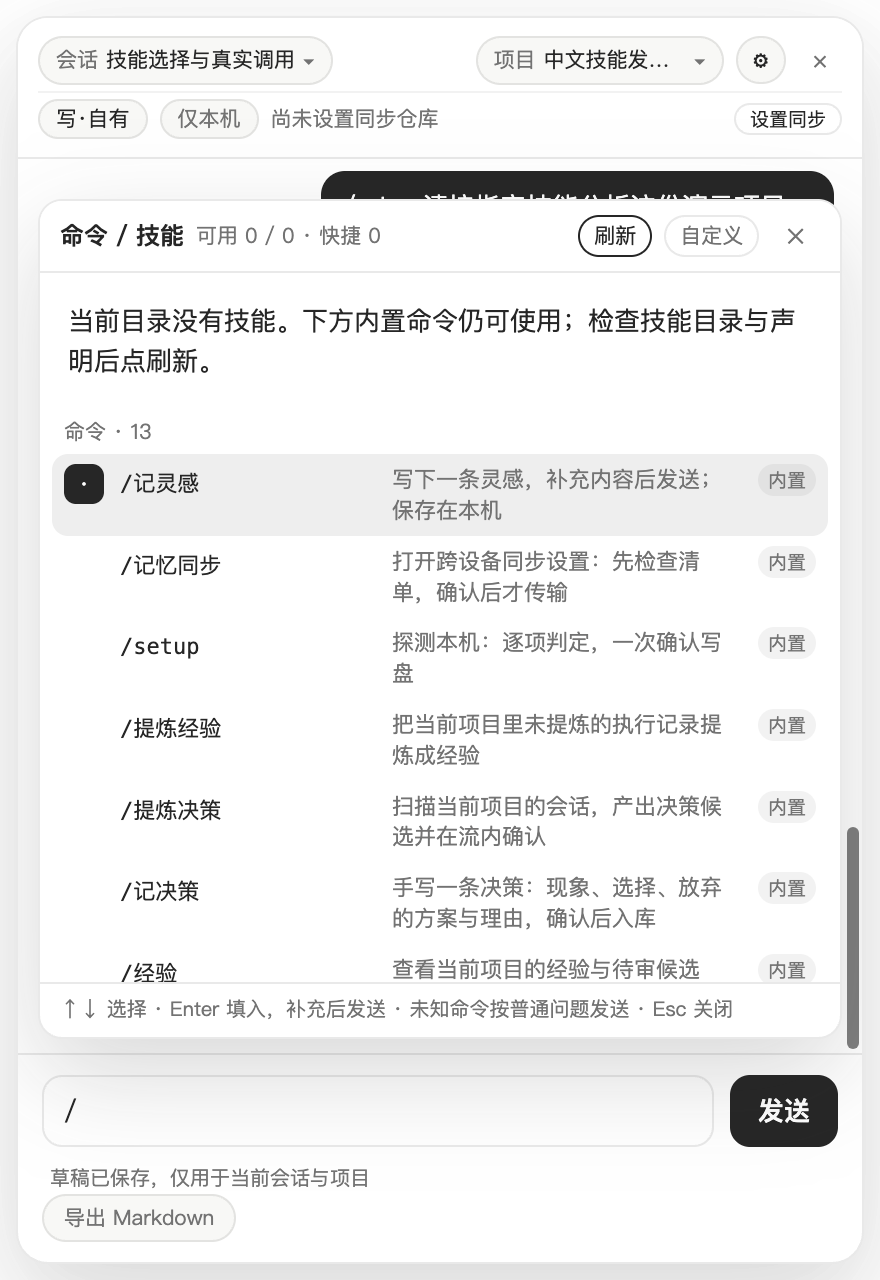 会话 技能选择与真实调用
项目 中文技能发…
写·自有
仅本机
尚未设置同步仓库
设置同步
命令 / 技能
可用 0 / 0 · 快捷 0
刷新
自定义
当前目录没有技能。下方内置命令仍可使用；检查技能目录与声
明后点刷新。
命令 · 13
/记灵感
写下一条灵感，补充内容后发送；
保存在本机
内置
/记忆同步
打开跨设备同步设置：先检查清
单，确认后才传输
内置
/setup
探测本机：逐项判定，一次确认写
盘
内置
/提炼经验
把当前项目里未提炼的执行记录提
炼成经验
内置
/提炼决策
扫描当前项目的会话，产出决策候
选并在流内确认
内置
/记决策
手写一条决策：现象、选择、放弃
的方案与理由，确认后入库
内置
/经验
查看当前项目的经验与待审候选
内置
↑↓ 选择 · Enter 填入，补充后发送 · 未知命令按普通问题发送 · Esc 关闭
/
发送
草稿已保存，仅用于当前会话与项目
导出 Markdown